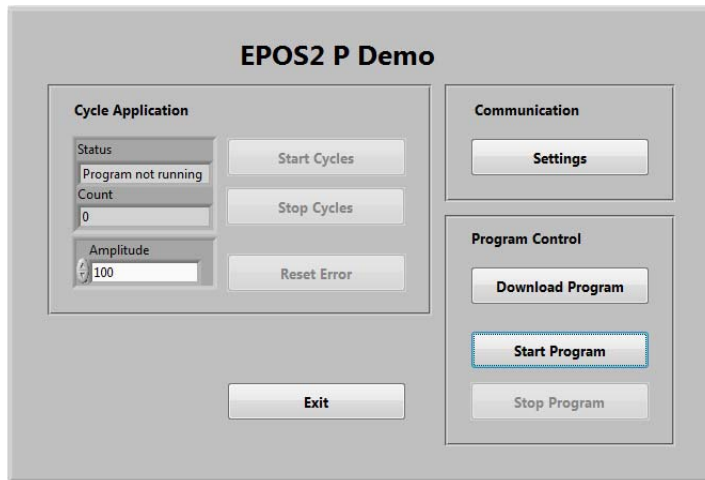 EPOS2 P Demo
Cycle Application
Status
Program not running
Count
0
Amplitude
100
Start Cycles
Stop Cycles
Reset Error
Exit
Communication
Settings
Program Control
Download Program
Start Program
Stop Program